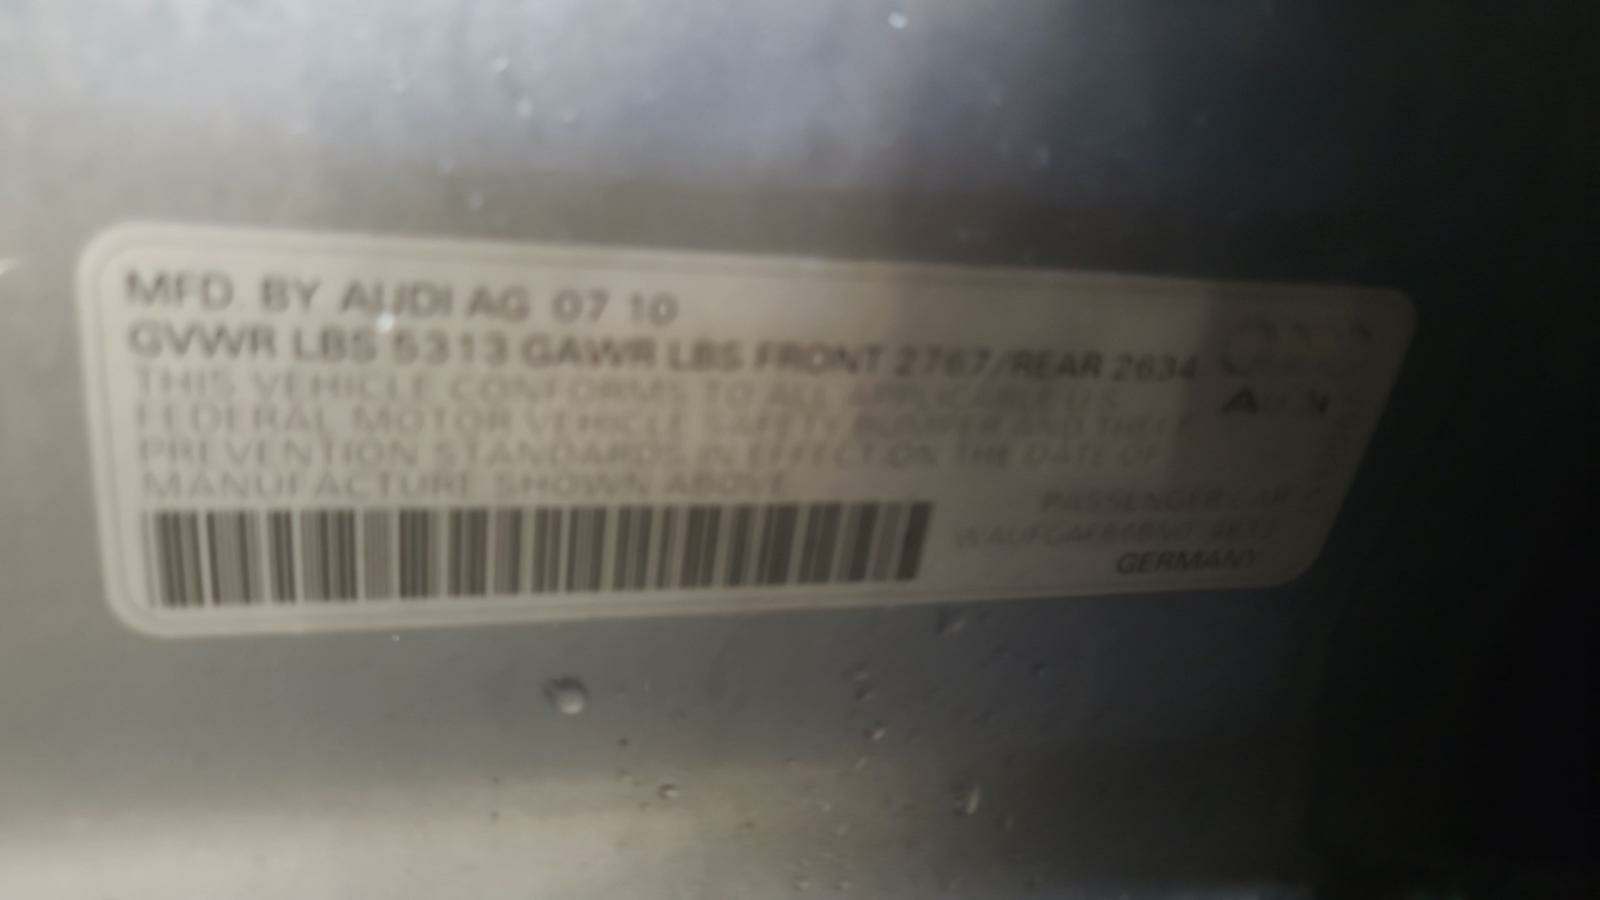 MFD. BY AUDI AG 07 10
GVWR LBS 5313 GAWR LBS FRONT 2767/REAR 2634
THIS VEHICLE CONFORMS TO ALL APPLICABLE U.S.
FEDERAL MOTOR VEHICLE SAFETY BUMPER AND THEFT
PREVENTION STANDARDS IN EFFECT ON THE DATE OF
MANUFACTURE SHOWN ABOVE
PASSENGER CAR
GERMANY